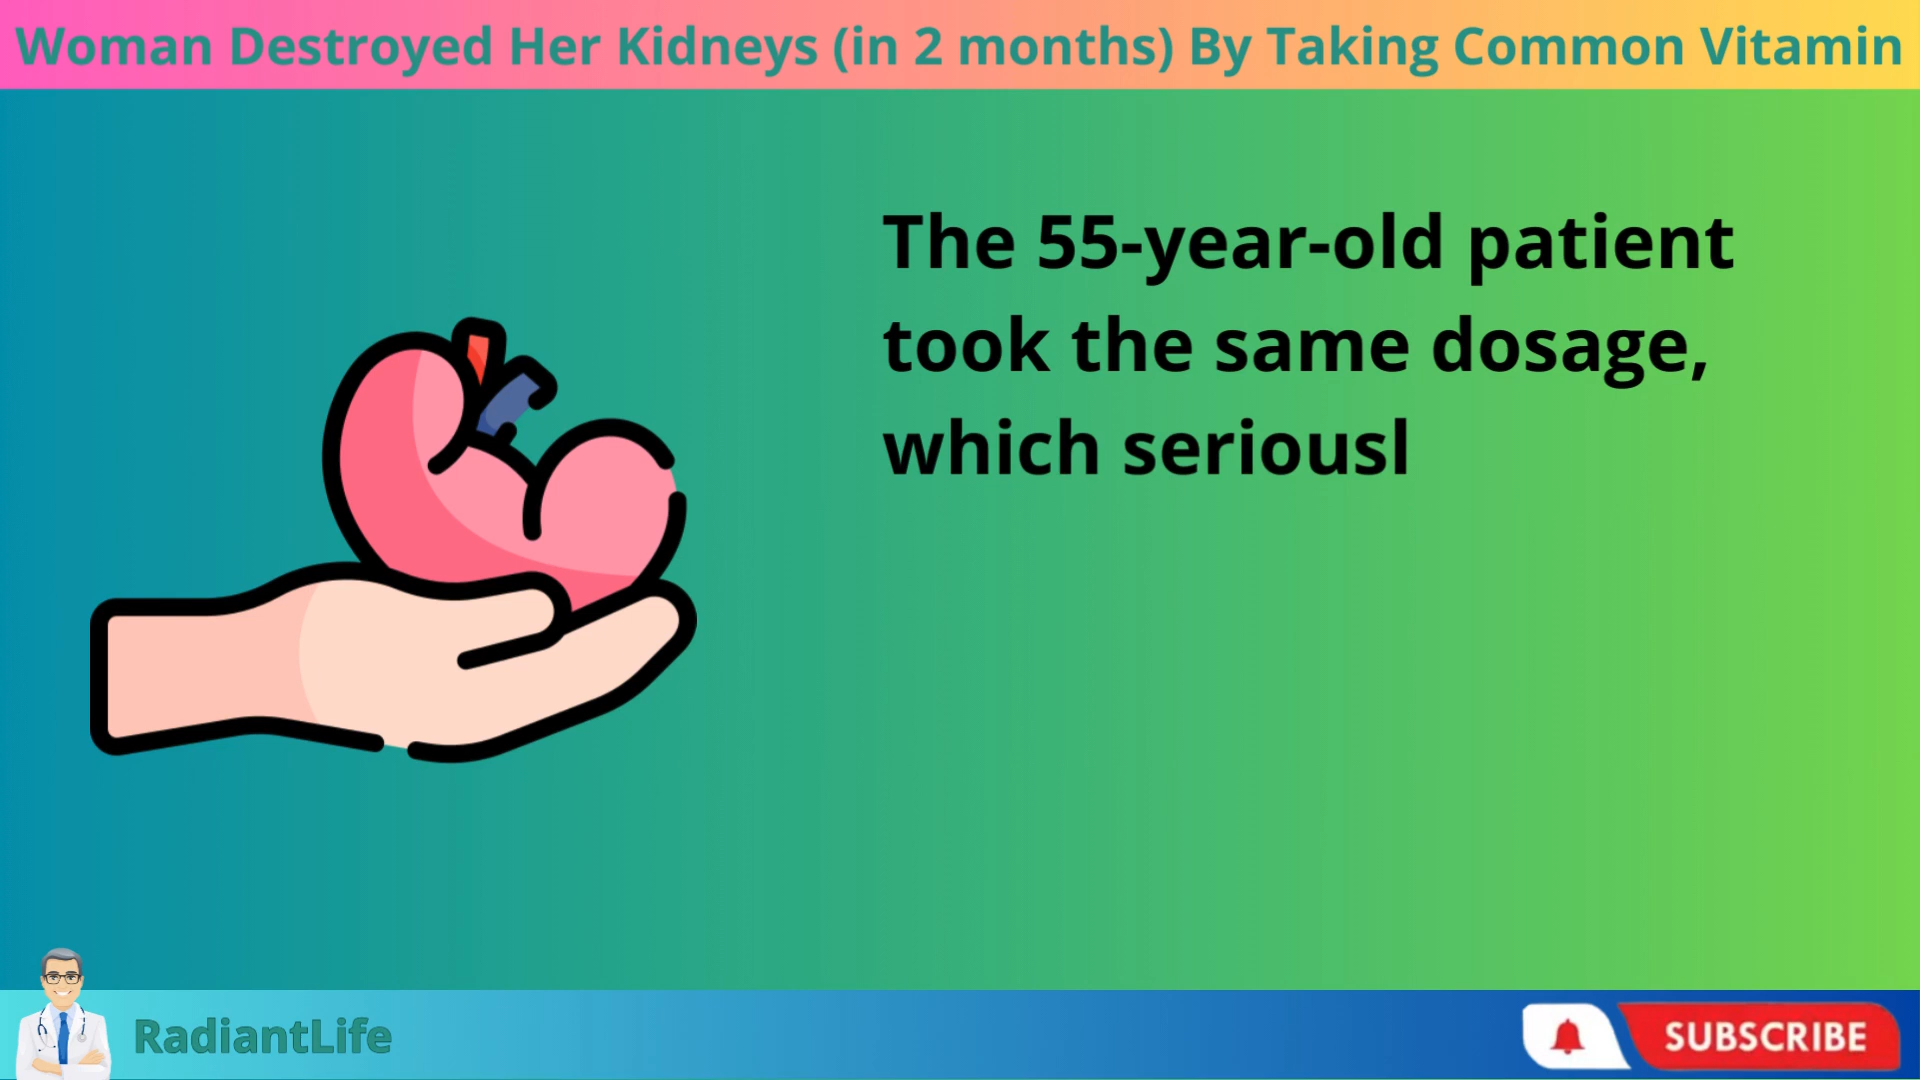 Woman Destroyed Her Kidneys (in 2 months) By Taking Common Vitamin
The 55-year-old patient
took the same dosage,
which seriousl
RadiantLife
SUBSCRIBE